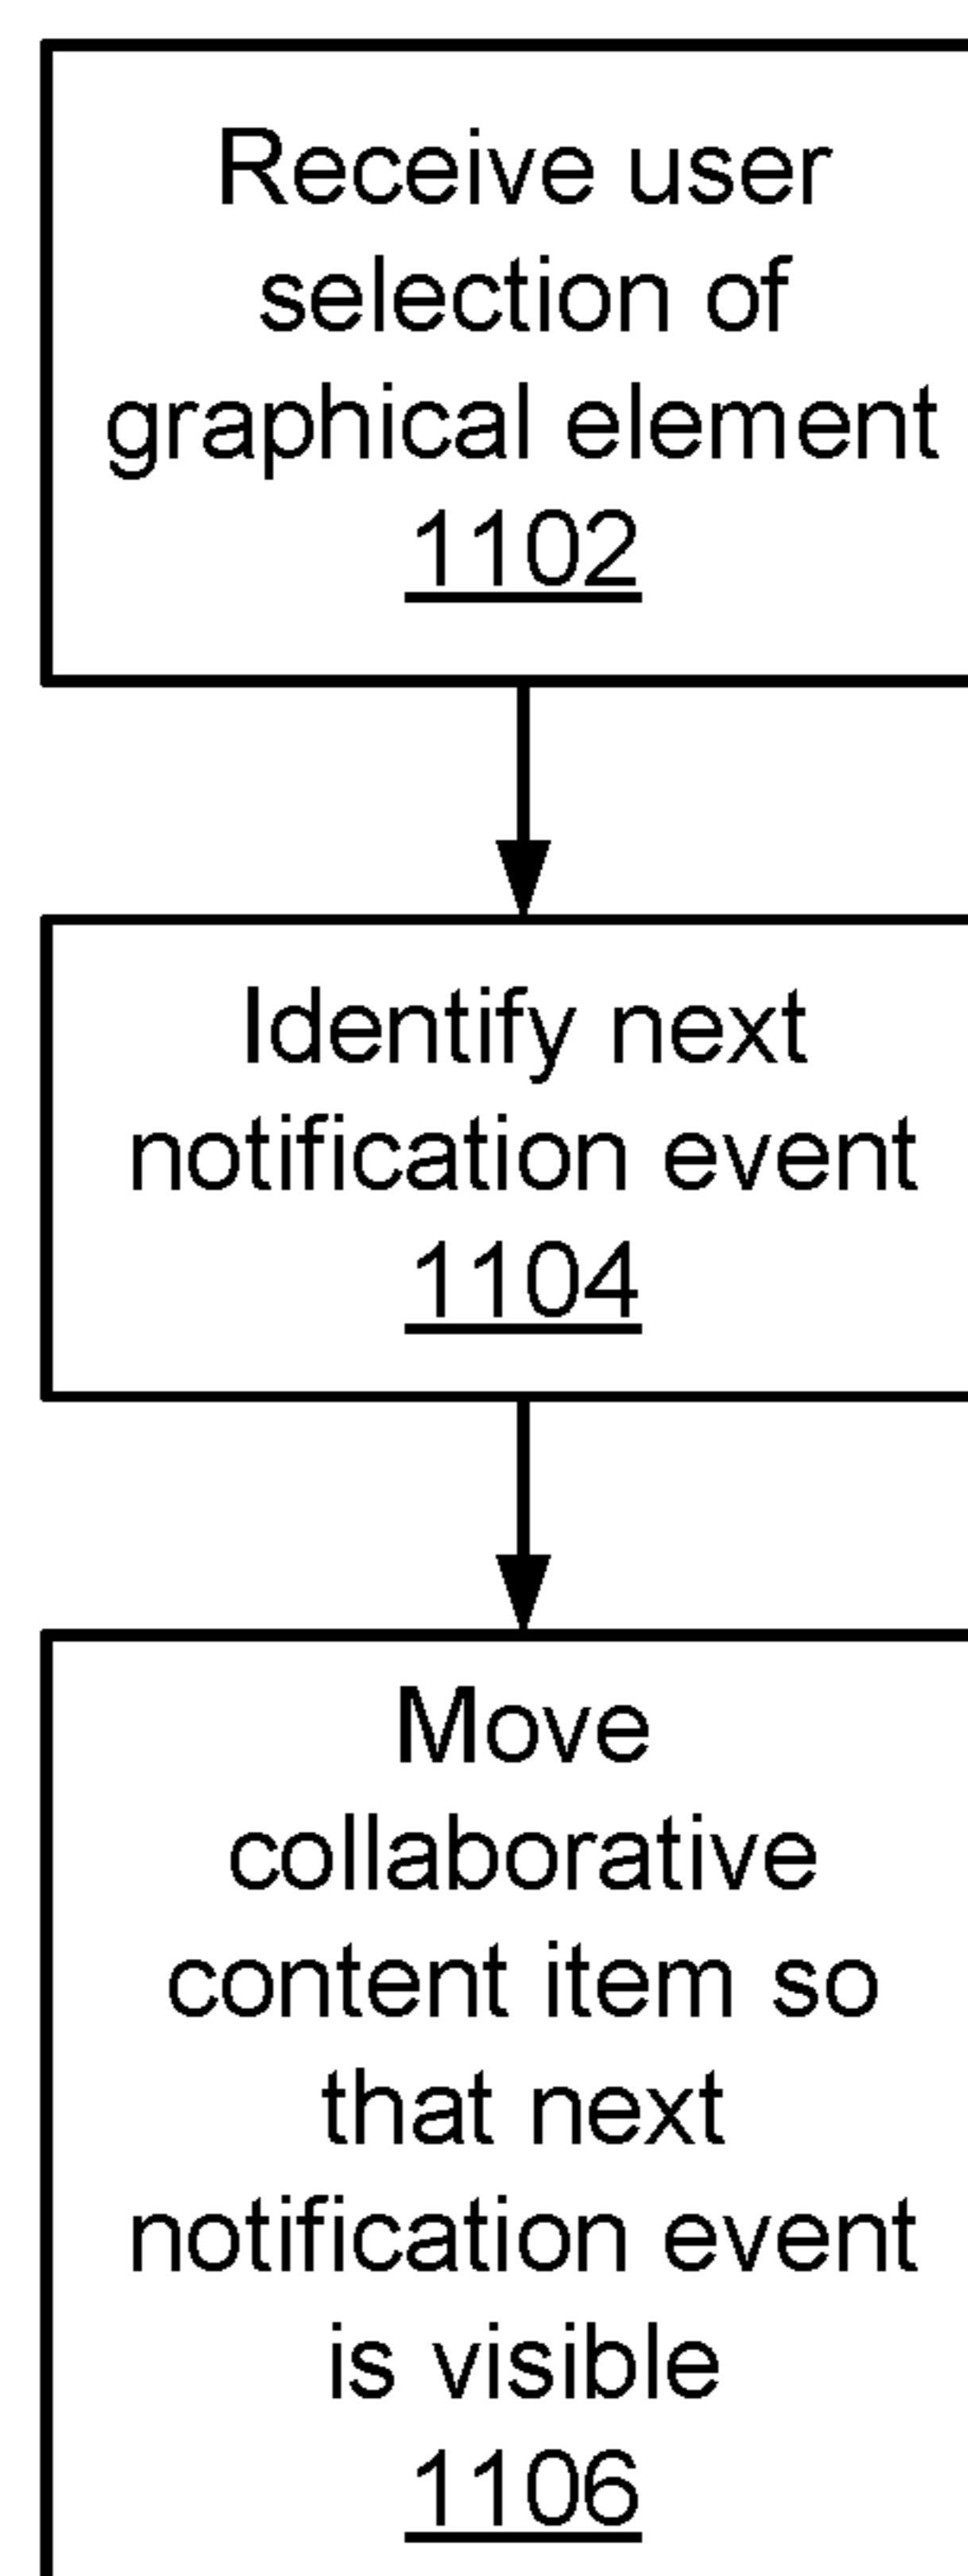 Receive user
selection of
graphical element
1102
Identify next
notification event
1104
Move
collaborative
content item so
that next
notification event
is visible
1106